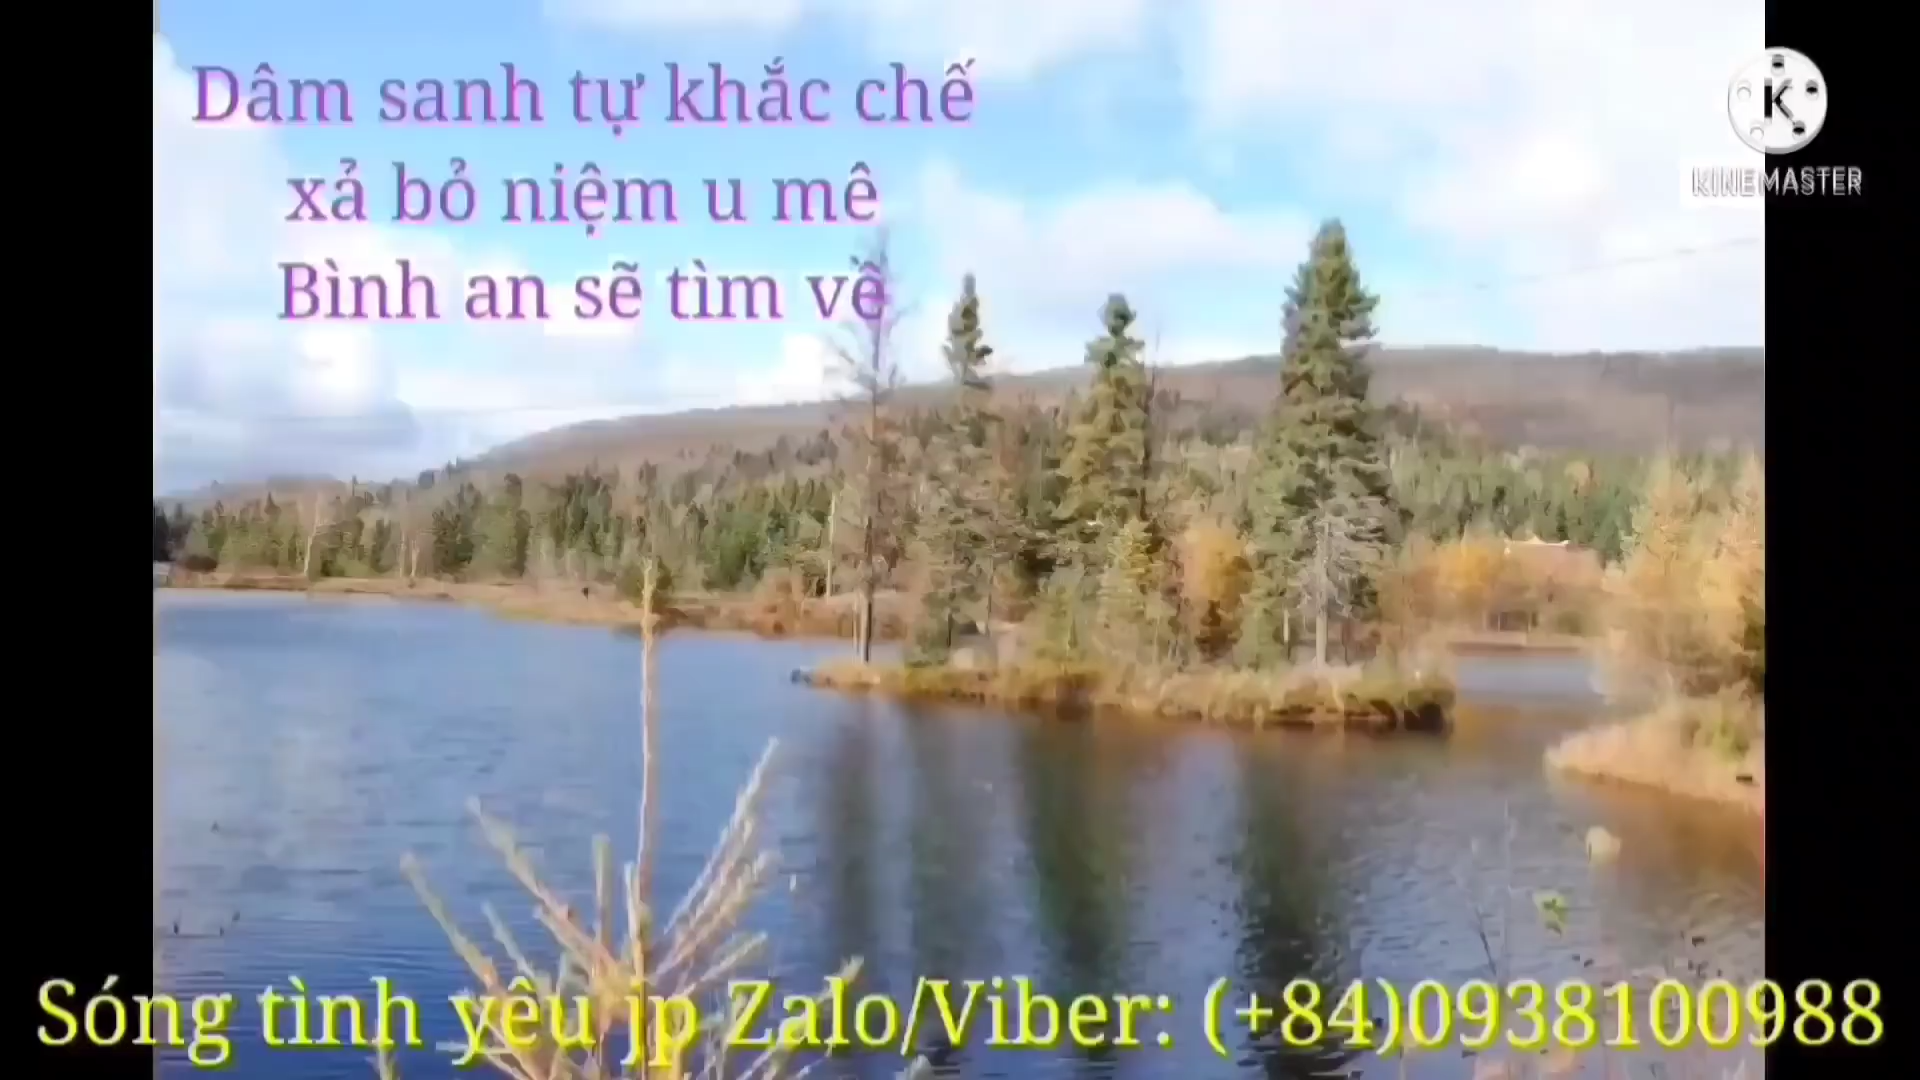 Dâm sanh tự khắc chế
xả bỏ niệm u mê
Bình an sẽ tìm về
K
KINEMASTER
Sóng tình yêu jp Zalo/Viber: (+84)0938100988